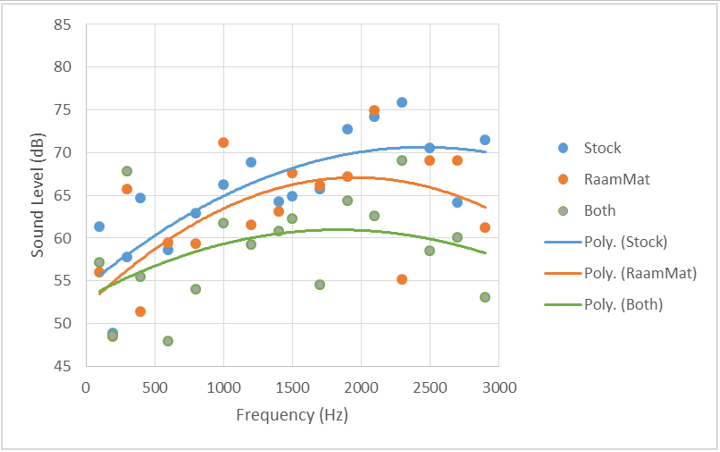 85
80
75
70
65
60
55
50
45
Sound Level (dB)
0 500 1000 1500 2000 2500 3000
Frequency (Hz)
Stock
RaamMat
Both
Poly. (Stock)
Poly. (RaamMat)
Poly. (Both)